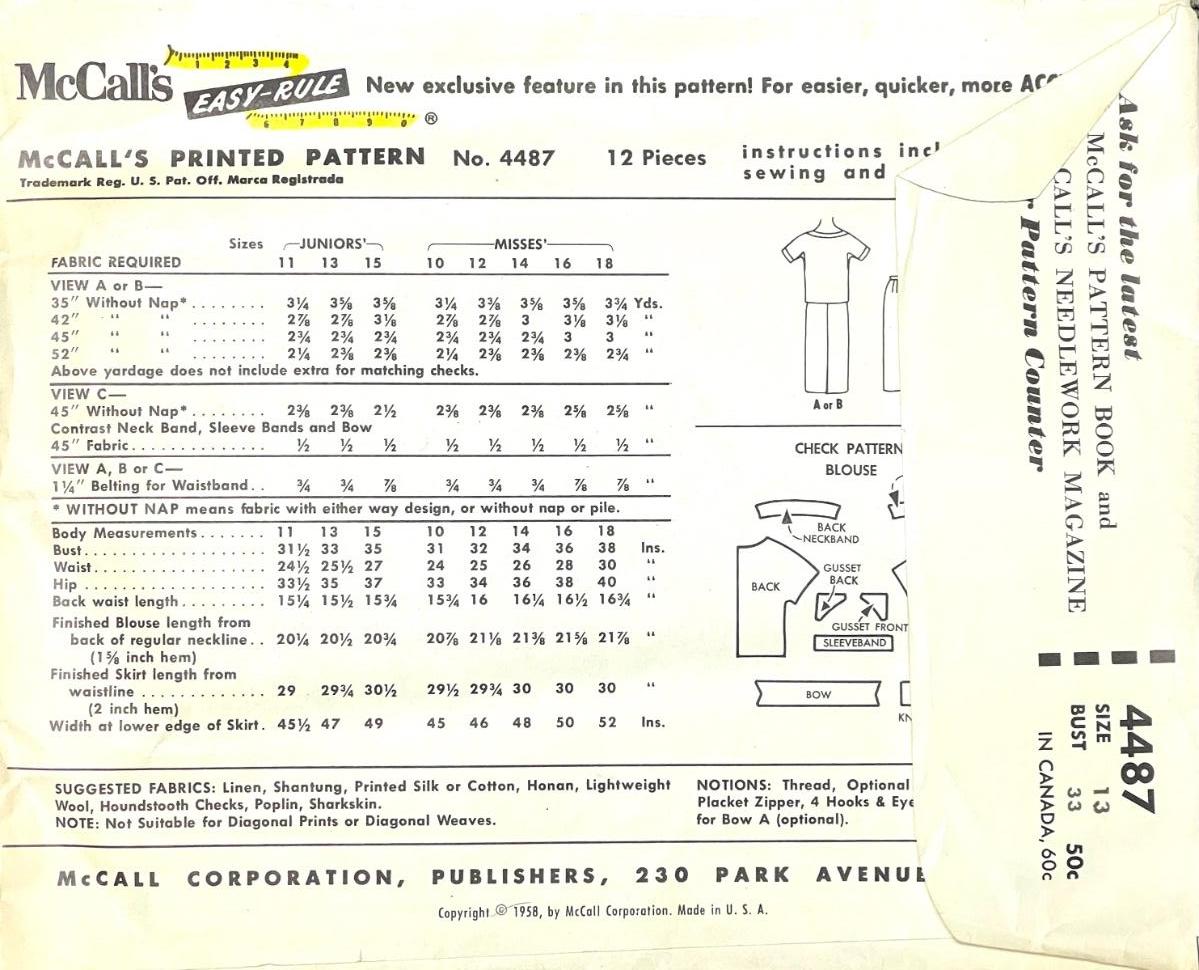 McCall's EASY-RULE ® New exclusive feature in this pattern! For easier, quicker, more
1 2 3 4
6 7 8 9 0
McCALL'S PRINTED PATTERN No. 4487 12 Pieces
Trademark Reg. U. S. Pat. Off. Marca Registrada
instructions
sewing and
Sizes JUNIORS' MISSES'
FABRIC REQUIRED 11 13 15 10 12 14 16 18
VIEW A or B—
35" Without Nap* ........ 3¼ 3⅝ 3⅝ 3¼ 3⅜ 3⅝ 3⅝ 3¾ Yds.
42" " " ........ 2⅞ 2⅞ 3⅛ 2⅞ 2⅞ 3 3⅛ 3⅛ "
45" " " ........ 2¾ 2¾ 2¾ 2¾ 2¾ 2¾ 3 3 "
52" " " ........ 2¼ 2⅜ 2⅜ 2¼ 2⅜ 2⅜ 2⅜ 2¾ "
Above yardage does not include extra for matching checks.
VIEW C—
45" Without Nap* ........ 2⅜ 2⅜ 2½ 2⅜ 2⅜ 2⅜ 2⅝ 2⅝ "
Contrast Neck Band, Sleeve Bands and Bow
45" Fabric .............. ½ ½ ½ ½ ½ ½ ½ ½ "
VIEW A, B or C—
1¼" Belting for Waistband .. ¾ ¾ ⅞ ¾ ¾ ¾ ⅞ ⅞ "
* WITHOUT NAP means fabric with either way design, or without nap or pile.
Body Measurements ....... 11 13 15 10 12 14 16 18
Bust ................... 31½ 33 35 31 32 34 36 38 Ins.
Waist .................. 24½ 25½ 27 24 25 26 28 30 "
Hip .................... 33½ 35 37 33 34 36 38 40 "
Back waist length ......... 15¼ 15½ 15¾ 15¾ 16 16¼ 16½ 16¾ "
Finished Blouse length from
back of regular neckline .. 20¼ 20½ 20¾ 20⅞ 21⅛ 21⅜ 21⅝ 21⅞ "
(1⅝ inch hem)
Finished Skirt length from
waistline ............. 29 29¾ 30½ 29½ 29¾ 30 30 30 "
(2 inch hem)
Width at lower edge of Skirt. 45½ 47 49 45 46 48 50 52 Ins.
A or B
CHECK PATTERN
BLOUSE
BACK
NECKBAND
BACK
GUSSET
BACK
GUSSET FRONT
SLEEVEBAND
BOW
SUGGESTED FABRICS: Linen, Shantung, Printed Silk or Cotton, Honan, Lightweight
Wool, Houndstooth Checks, Poplin, Sharkskin.
NOTE: Not Suitable for Diagonal Prints or Diagonal Weaves.
NOTIONS: Thread, Optional
Placket Zipper, 4 Hooks &
for Bow A (optional).
McCALL CORPORATION, PUBLISHERS, 230 PARK
Copyright © 1958, by McCall Corporation. Made in U. S. A.
Ask for the latest
McCALL'S PATTERN BOOK and
CALL'S NEEDLEWORK MAGAZINE
Pattern Counter
4487
SIZE 13
BUST 33 50c
IN CANADA, 60c